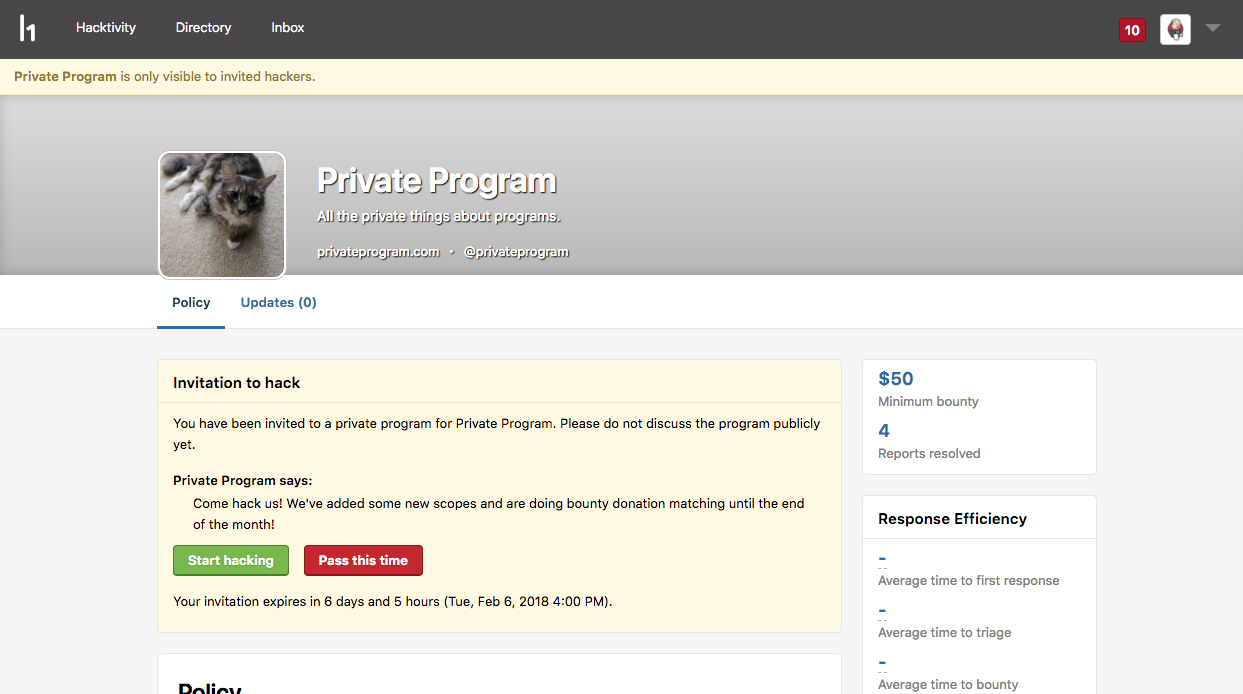 Hacktivity
Directory
Inbox
10
Private Program is only visible to invited hackers.
Private Program
All the private things about programs.
privateprogram.com · @privateprogram
Policy
Updates (0)
Invitation to hack
You have been invited to a private program for Private Program. Please do not discuss the program publicly
yet.
Private Program says:
Come hack us! We've added some new scopes and are doing bounty donation matching until the end
of the month!
Start hacking
Pass this time
Your invitation expires in 6 days and 5 hours (Tue, Feb 6, 2018 4:00 PM).
Policy
$50
Minimum bounty
4
Reports resolved
Response Efficiency
-
Average time to first response
-
Average time to triage
-
Average time to bounty